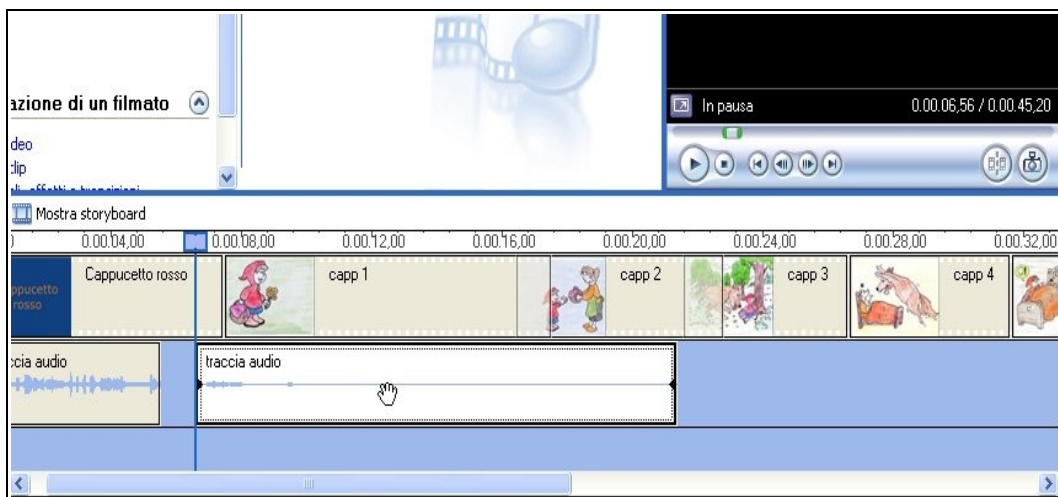 azione di un filmato
deo
clip
In pausa
0.00.06,56 / 0.00.45,20
Mostra storyboard
0.00.04,00 0.00.08,00 0.00.12,00 0.00.16,00 0.00.20,00 0.00.24,00 0.00.28,00 0.00.32,00
ppucetto
rosso
Cappucetto rosso
capp 1
capp 2
capp 3
capp 4
ccia audio
traccia audio